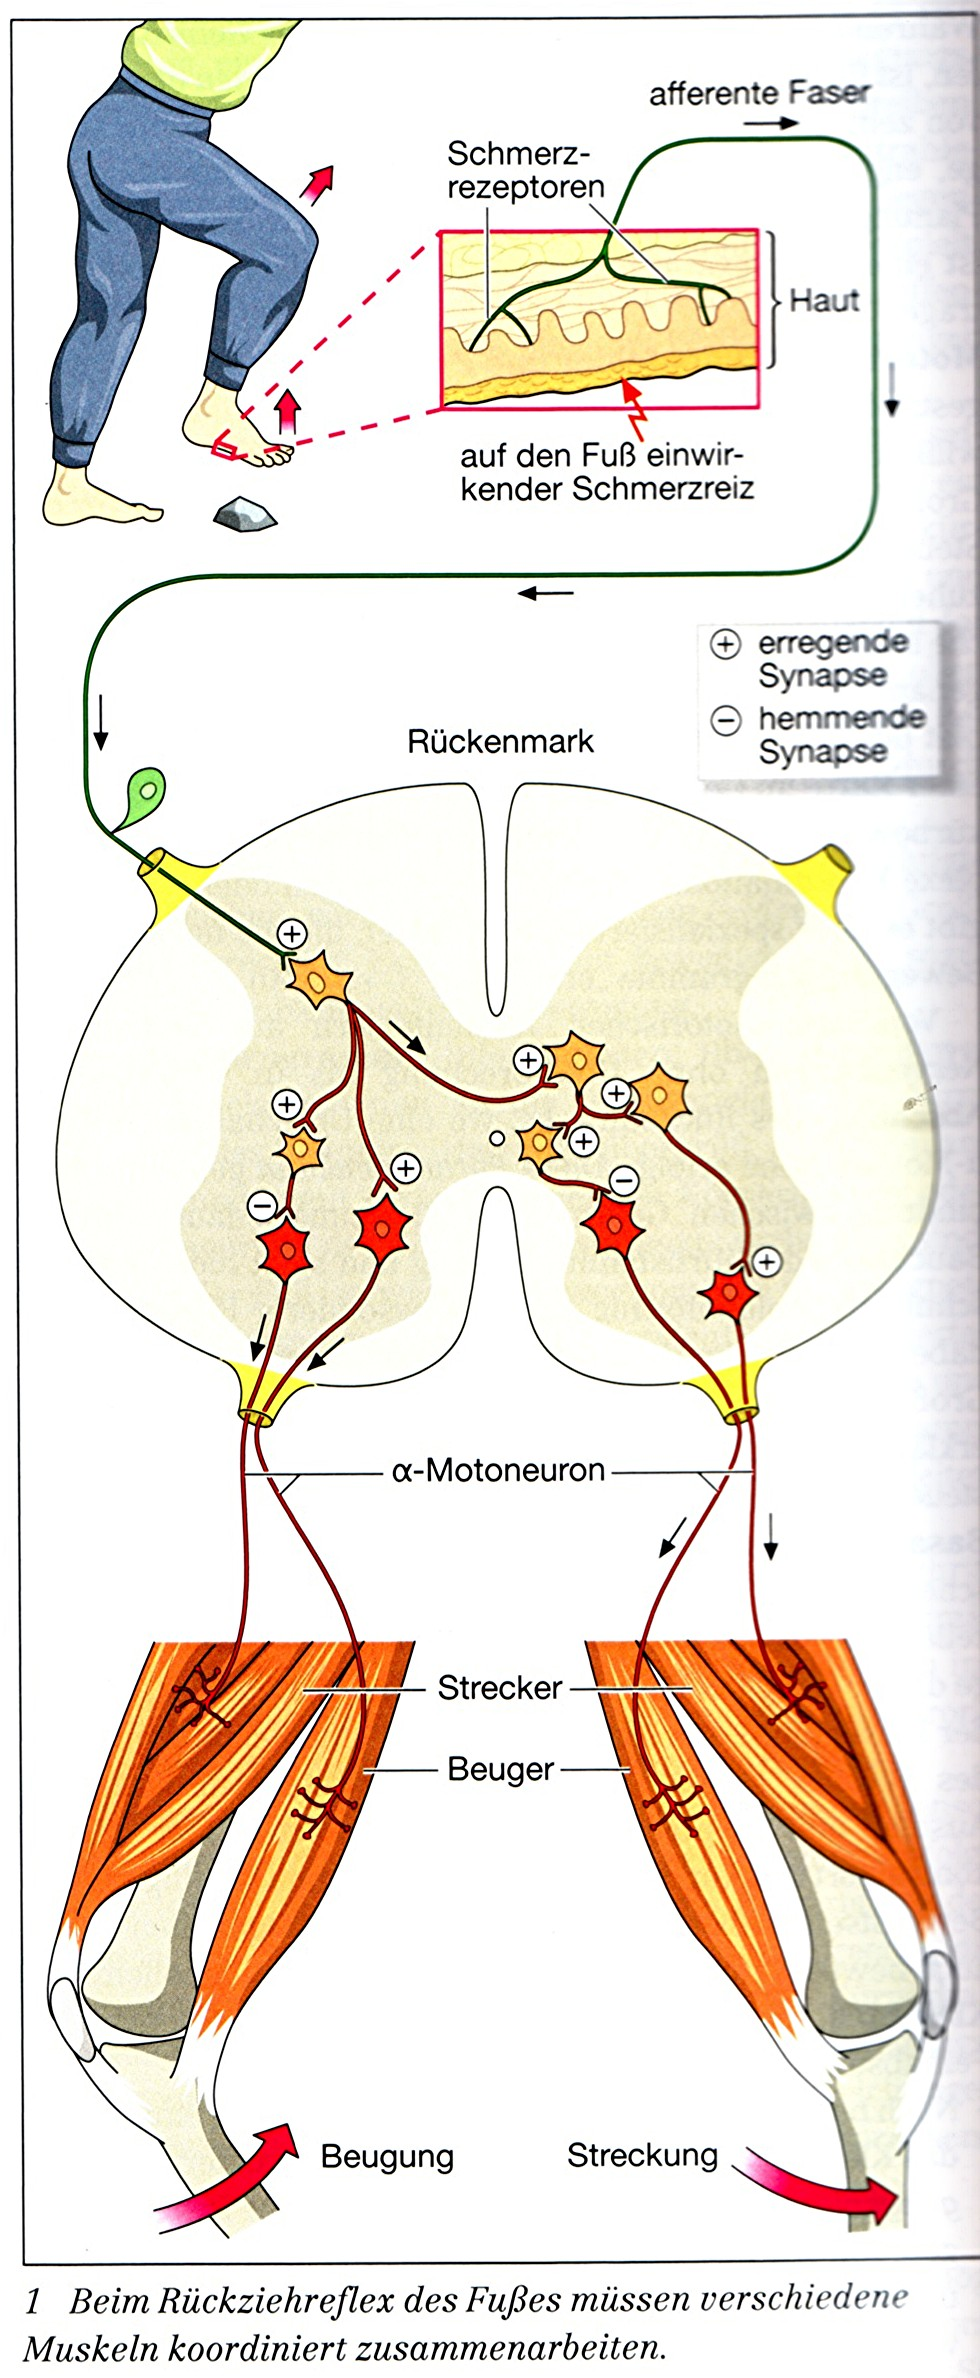 afferente Faser
Schmerz-
rezeptoren
Haut
auf den Fuß einwir-
kender Schmerzreiz
+ erregende
Synapse
− hemmende
Synapse
Rückenmark
+
+
+
+
+
+
−
−
+
α-Motoneuron
Strecker
Beuger
Beugung
Streckung
1 Beim Rückziehreflex des Fußes müssen verschiedene
Muskeln koordiniert zusammenarbeiten.